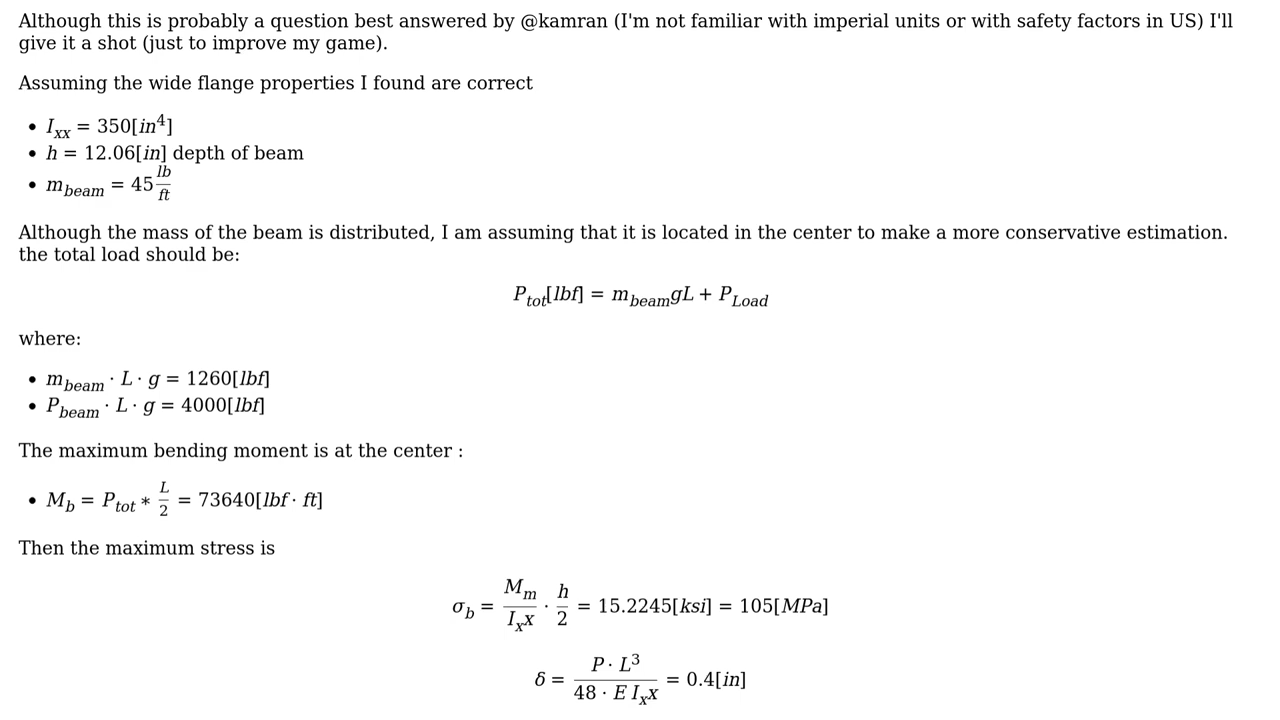 Although this is probably a question best answered by @kamran (I'm not familiar with imperial units or with safety factors in US) I'll
give it a shot (just to improve my game).
Assuming the wide flange properties I found are correct
• I_xx = 350[in^4]
• h = 12.06[in] depth of beam
• m_beam = 45 lb/ft
Although the mass of the beam is distributed, I am assuming that it is located in the center to make a more conservative estimation.
the total load should be:
P_tot[lbf] = m_beam gL + P_Load
where:
• m_beam · L · g = 1260[lbf]
• P_beam · L · g = 4000[lbf]
The maximum bending moment is at the center :
• M_b = P_tot * L/2 = 73640[lbf · ft]
Then the maximum stress is
σ_b = M_m/I_x x · h/2 = 15.2245[ksi] = 105[MPa]
δ = P · L^3/48 · E I_x x = 0.4[in]